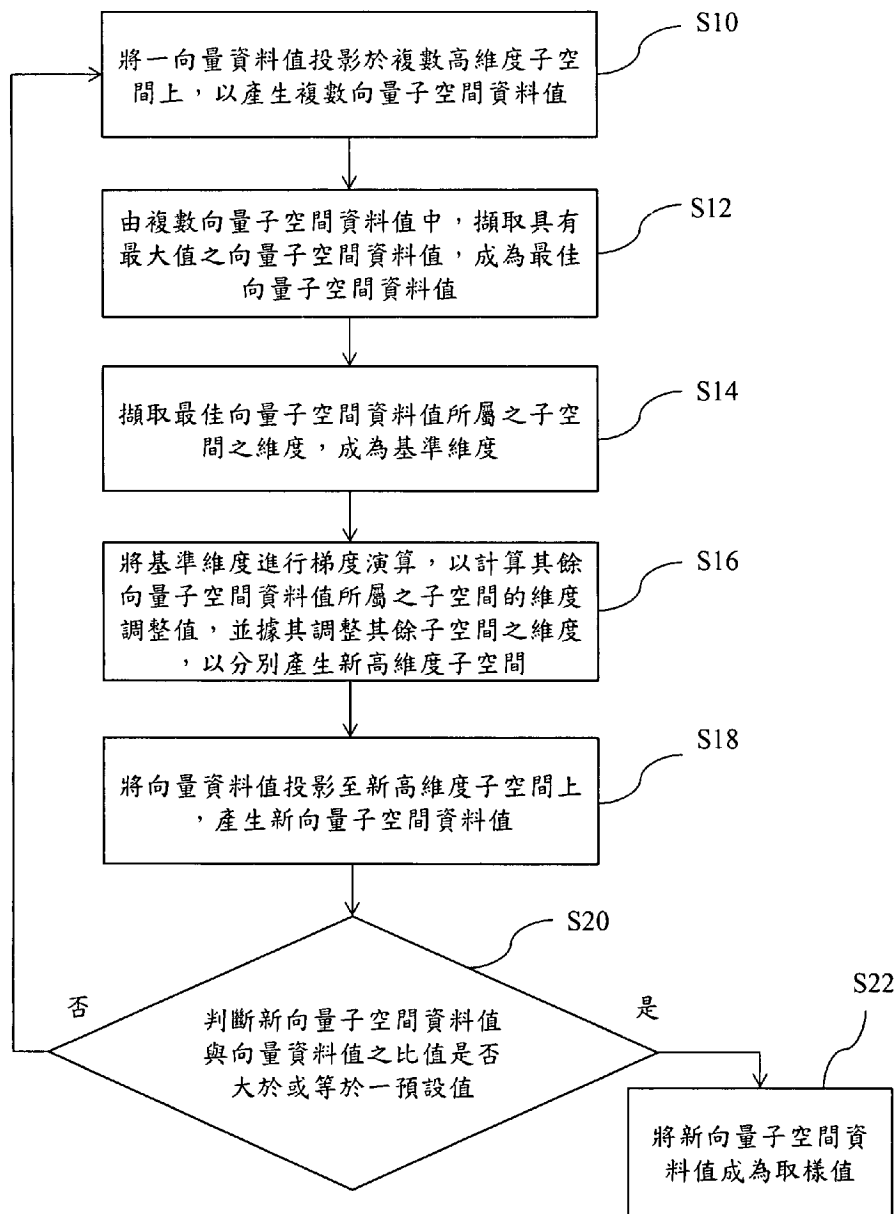 S10
將一向量資料值投影於複數高維度子空
間上，以產生複數向量子空間資料值
S12
由複數向量子空間資料值中，擷取具有
最大值之向量子空間資料值，成為最佳
向量子空間資料值
S14
擷取最佳向量子空間資料值所屬之子空
間之維度，成為基準維度
S16
將基準維度進行梯度演算，以計算其餘
向量子空間資料值所屬之子空間的維度
調整值，並據其調整其餘子空間之維度
，以分別產生新高維度子空間
S18
將向量資料值投影至新高維度子空間上
，產生新向量子空間資料值
S20
判斷新向量子空間資料值
與向量資料值之比值是否
大於或等於一預設值
否
是
S22
將新向量子空間資
料值成為取樣值